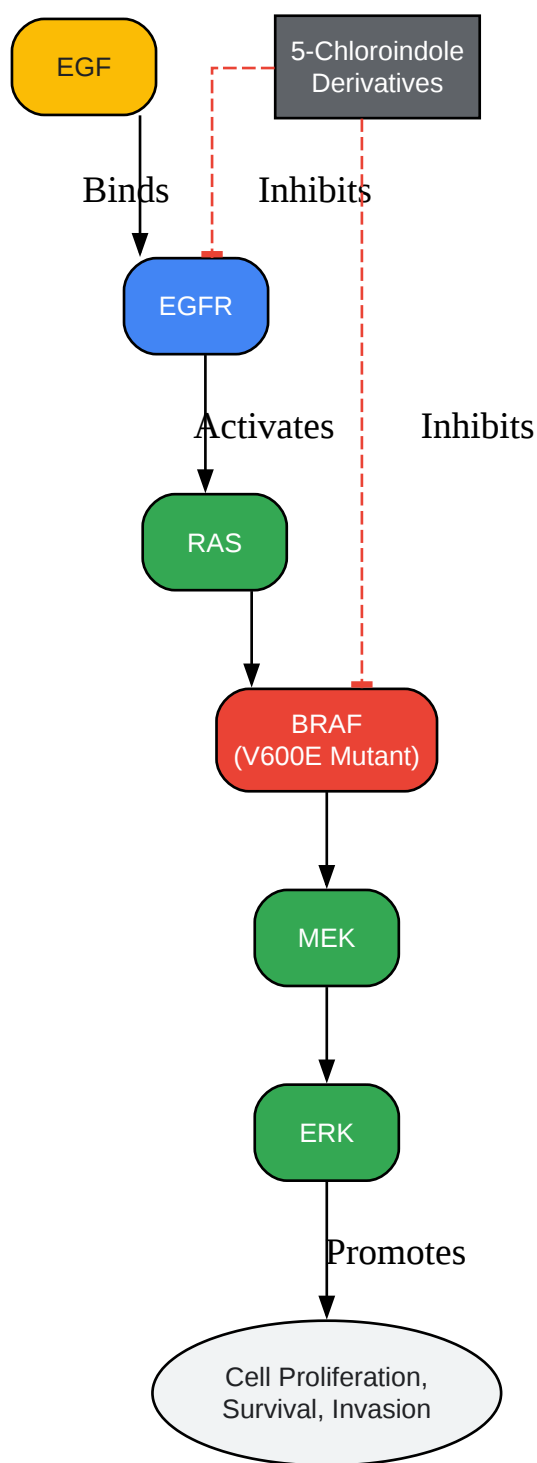 EGF
5-Chloroindole
Derivatives
Binds
Inhibits
EGFR
Activates
Inhibits
RAS
BRAF
(V600E Mutant)
MEK
ERK
Promotes
Cell Proliferation,
Survival, Invasion